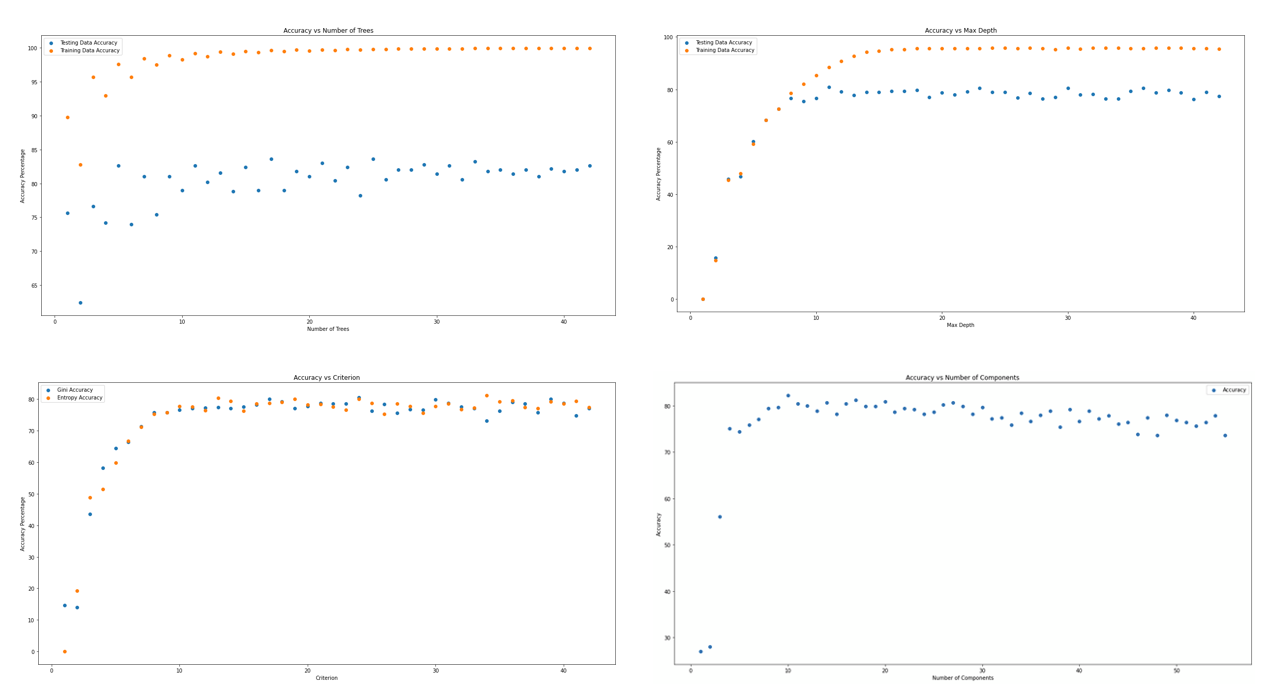 Accuracy vs Number of Trees
Testing Data Accuracy
Training Data Accuracy
100
95
90
85
80
75
70
65
Accuracy Percentage
0 10 20 30 40
Number of Trees
Accuracy vs Max Depth
Testing Data Accuracy
Training Data Accuracy
100
80
60
40
20
0
Accuracy Percentage
0 10 20 30 40
Max Depth
Accuracy vs Criterion
Gini Accuracy
Entropy Accuracy
80
70
60
50
40
30
20
10
0
Accuracy Percentage
0 10 20 30 40
Criterion
Accuracy vs Number of Components
Accuracy
80
70
60
50
40
30
Accuracy
0 10 20 30 40 50
Number of Components